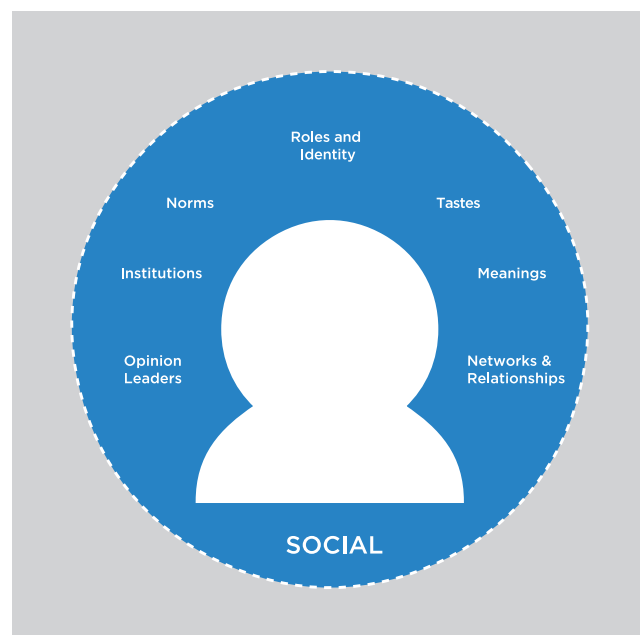 Roles and
Identity
Norms
Tastes
Institutions
Meanings
Opinion
Leaders
Networks &
Relationships
SOCIAL